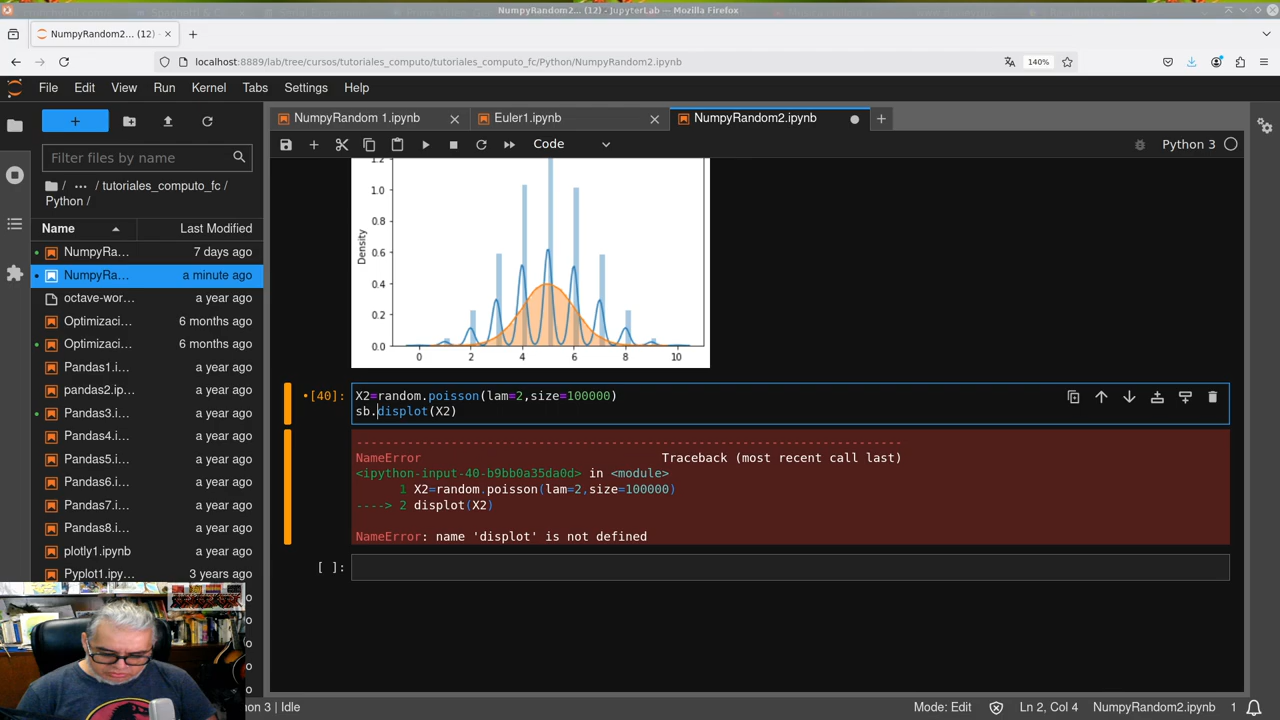 NumpyRandom2… (12) - JupyterLab — Mozilla Firefox
NumpyRandom2… (12)
localhost:8889/lab/tree/cursos/tutoriales_computo/tutoriales_computo_fc/Python/NumpyRandom2.ipynb
140%
File Edit View Run Kernel Tabs Settings Help
NumpyRandom 1.ipynb
Euler1.ipynb
NumpyRandom2.ipynb
Code
Python 3
Filter files by name
/ ··· / tutoriales_computo_fc /
Python /
Name Last Modified
NumpyRa… 7 days ago
NumpyRa… a minute ago
octave-wor… a year ago
Optimizaci… 6 months ago
Optimizaci… 6 months ago
Pandas1.i… a year ago
pandas2.ip… a year ago
Pandas3.i… a year ago
Pandas4.i… a year ago
Pandas5.i… a year ago
Pandas6.i… a year ago
Pandas7.i… a year ago
Pandas8.i… a year ago
plotly1.ipynb a year ago
Pyplot1.ipy… 3 years ago
1.2
1.0
0.8
0.6
0.4
0.2
0.0
Density
0 2 4 6 8 10
[40]:
X2=random.poisson(lam=2,size=100000)
sb.displot(X2)
---------------------------------------------------------------------------
NameError Traceback (most recent call last)
<ipython-input-40-b9bb0a35da0d> in <module>
1 X2=random.poisson(lam=2,size=100000)
----> 2 displot(X2)
NameError: name 'displot' is not defined
[ ]:
n 3 | Idle
Mode: Edit
Ln 2, Col 4
NumpyRandom2.ipynb
1